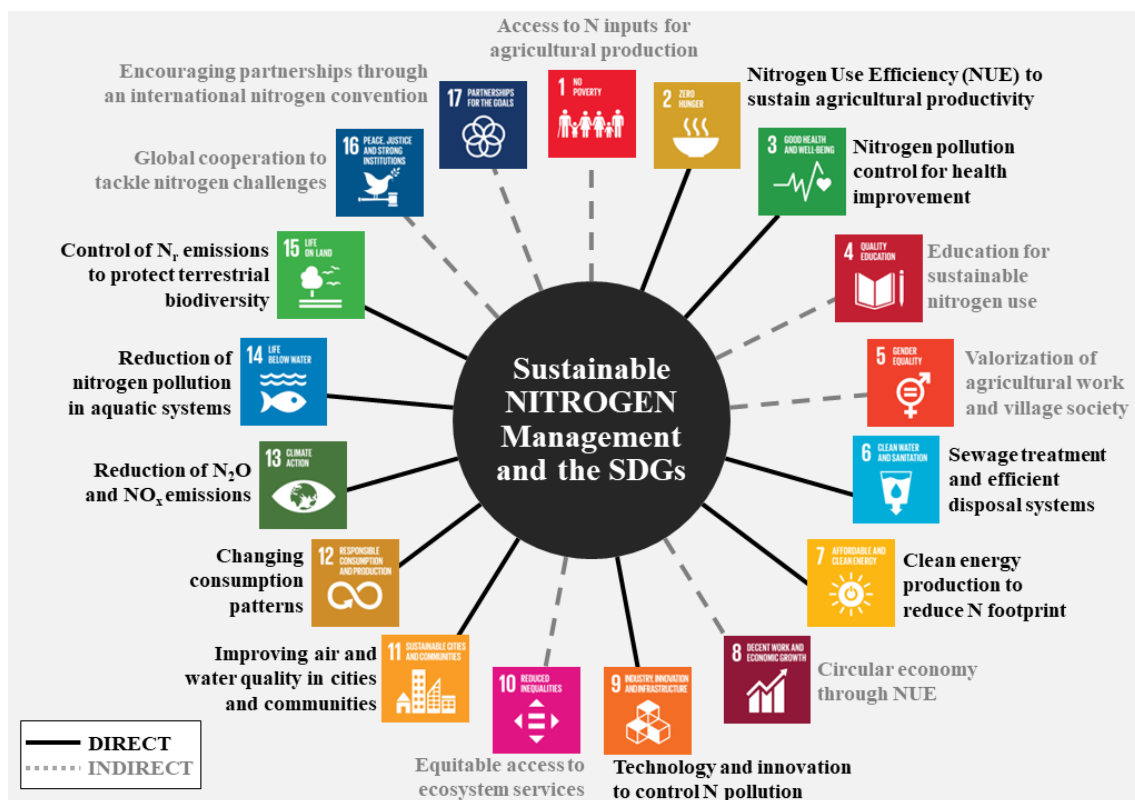 Access to N inputs for
agricultural production
1 NO
POVERTY
2 ZERO
HUNGER
Nitrogen Use Efficiency (NUE) to
sustain agricultural productivity
3 GOOD HEALTH
AND WELL-BEING
Nitrogen pollution
control for health
improvement
4 QUALITY
EDUCATION
Education for
sustainable
nitrogen use
5 GENDER
EQUALITY
Valorization of
agricultural work
and village society
6 CLEAN WATER
AND SANITATION
Sewage treatment
and efficient
disposal systems
7 AFFORDABLE AND
CLEAN ENERGY
Clean energy
production to
reduce N footprint
8 DECENT WORK AND
ECONOMIC GROWTH
Circular economy
through NUE
9 INDUSTRY, INNOVATION
AND INFRASTRUCTURE
Technology and innovation
to control N pollution
10 REDUCED
INEQUALITIES
Equitable access to
ecosystem services
11 SUSTAINABLE CITIES
AND COMMUNITIES
Improving air and
water quality in cities
and communities
12 RESPONSIBLE
CONSUMPTION
AND PRODUCTION
Changing
consumption
patterns
13 CLIMATE
ACTION
Reduction of N₂O
and NOₓ emissions
14 LIFE
BELOW WATER
Reduction of
nitrogen pollution
in aquatic systems
15 LIFE
ON LAND
Control of Nᵣ emissions
to protect terrestrial
biodiversity
16 PEACE, JUSTICE
AND STRONG
INSTITUTIONS
Global cooperation to
tackle nitrogen challenges
17 PARTNERSHIPS
FOR THE GOALS
Encouraging partnerships through
an international nitrogen convention
Sustainable
NITROGEN
Management
and the SDGs
DIRECT
INDIRECT